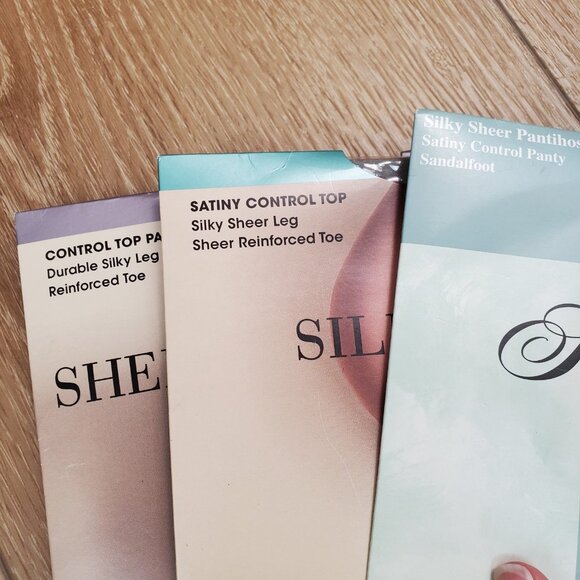 CONTROL TOP PA
Durable Silky Leg
Reinforced Toe
SHE
SATINY CONTROL TOP
Silky Sheer Leg
Sheer Reinforced Toe
SIL
Silky Sheer Pantihos
Satiny Control Panty
Sandalfoot